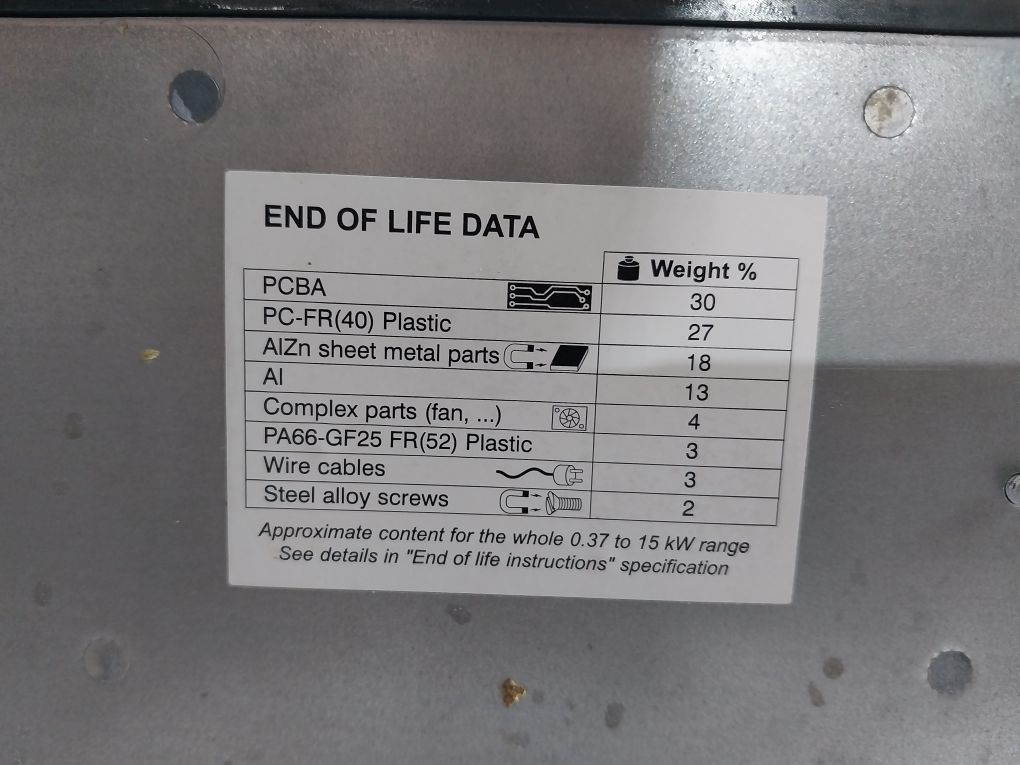 END OF LIFE DATA
Weight %
PCBA 30
PC-FR(40) Plastic 27
AlZn sheet metal parts 18
Al 13
Complex parts (fan, ...) 4
PA66-GF25 FR(52) Plastic 3
Wire cables 3
Steel alloy screws 2
Approximate content for the whole 0.37 to 15 kW range
See details in "End of life instructions" specification